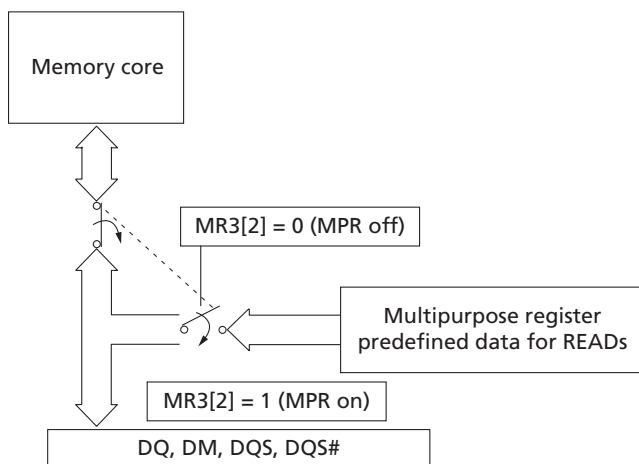 Memory core
MR3[2] = 0 (MPR off)
Multipurpose register
predefined data for READs
MR3[2] = 1 (MPR on)
DQ, DM, DQS, DQS#